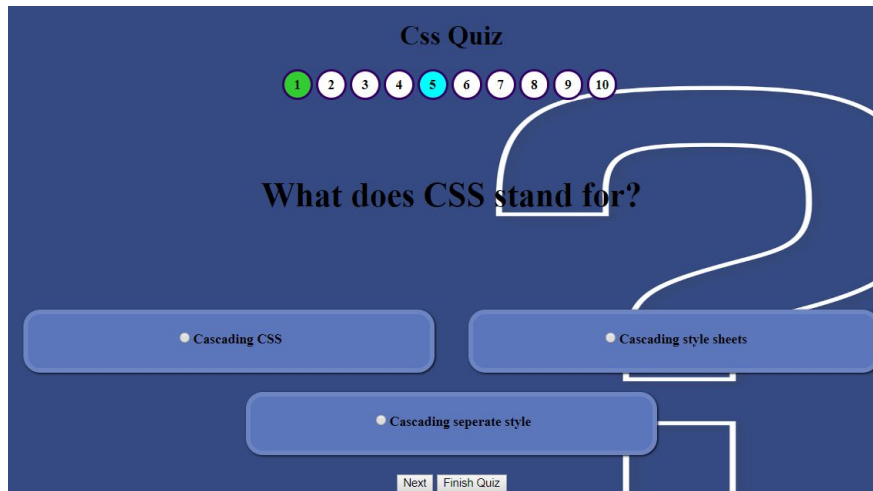 Css Quiz
1 2 3 4 5 6 7 8 9 10
What does CSS stand for?
Cascading CSS
Cascading style sheets
Cascading seperate style
Next Finish Quiz